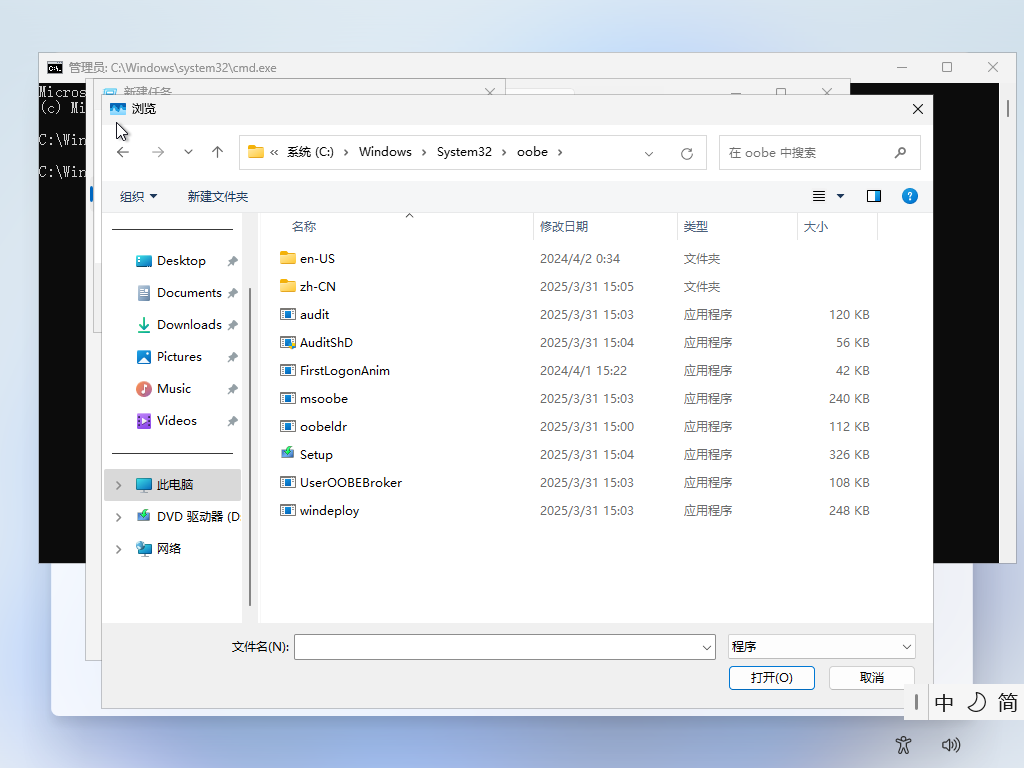 管理员: C:\Windows\system32\cmd.exe
新建任务
Micros
浏览
(c) Mi
C:\Win
系统 (C:) Windows System32 oobe
在 oobe 中搜索
C:\Win
组织 新建文件夹
名称 修改日期 类型 大小
en-US 2024/4/2 0:34 文件夹
Desktop
zh-CN 2025/3/31 15:05 文件夹
Documents
audit 2025/3/31 15:03 应用程序 120 KB
Downloads
AuditShD 2025/3/31 15:04 应用程序 56 KB
Pictures
FirstLogonAnim 2024/4/1 15:22 应用程序 42 KB
Music
msoobe 2025/3/31 15:03 应用程序 240 KB
Videos
oobeldr 2025/3/31 15:00 应用程序 112 KB
Setup 2025/3/31 15:04 应用程序 326 KB
此电脑
UserOOBEBroker 2025/3/31 15:03 应用程序 108 KB
DVD 驱动器 (D
windeploy 2025/3/31 15:03 应用程序 248 KB
网络
文件名(N): 程序
打开(O) 取消
中 简